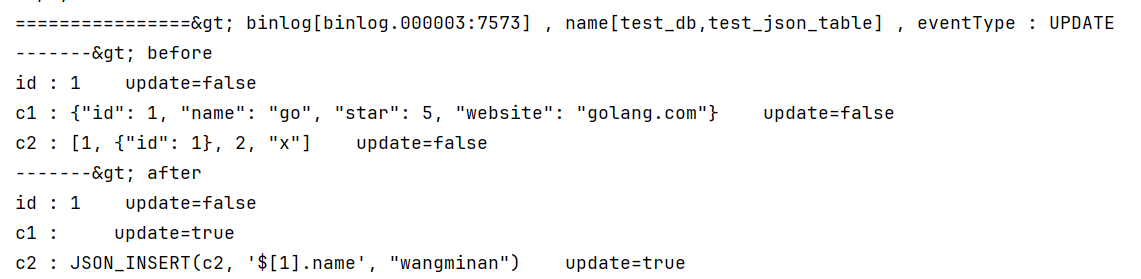 ================&gt; binlog[binlog.000003:7573] , name[test_db,test_json_table] , eventType : UPDATE
-------&gt; before
id : 1    update=false
c1 : {"id": 1, "name": "go", "star": 5, "website": "golang.com"}    update=false
c2 : [1, {"id": 1}, 2, "x"]    update=false
-------&gt; after
id : 1    update=false
c1 :     update=true
c2 : JSON_INSERT(c2, '$[1].name', "wangminan")    update=true